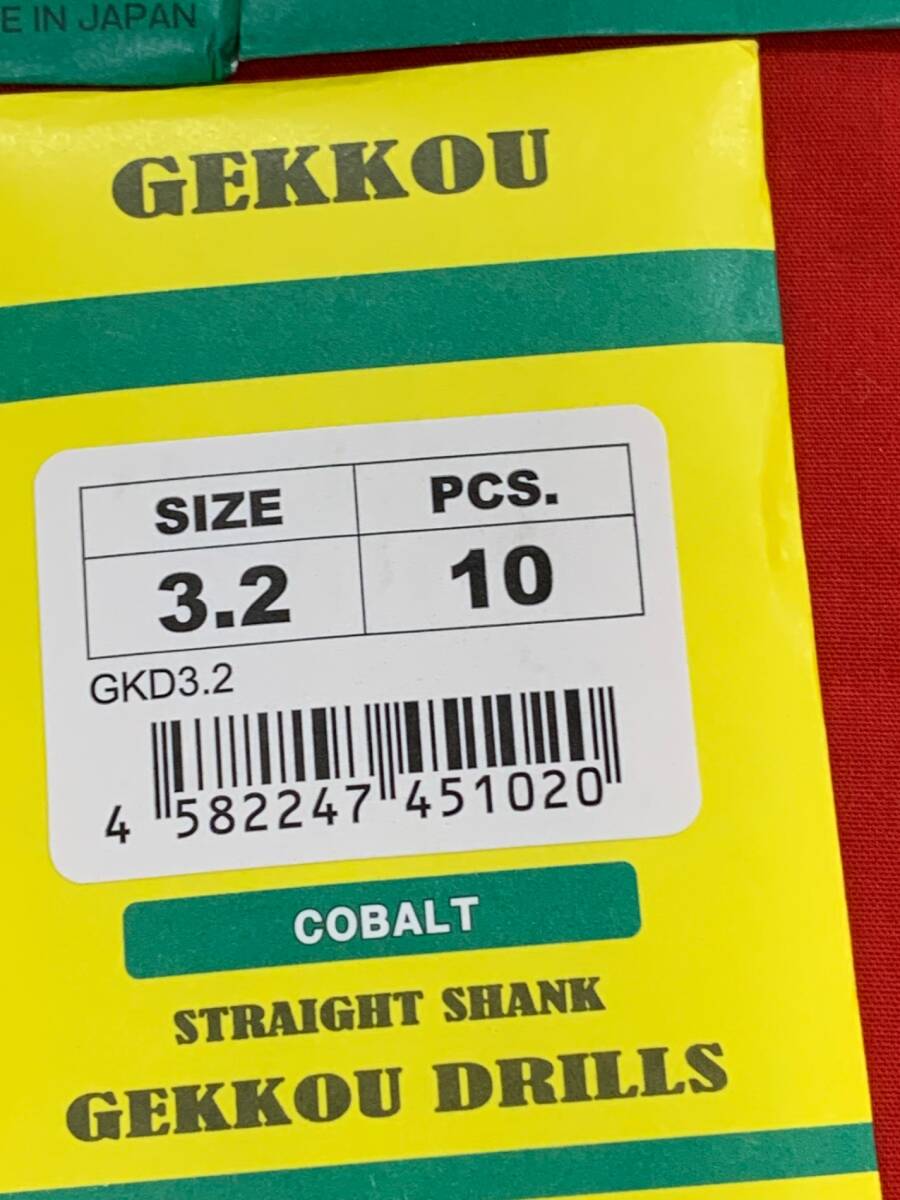 E IN JAPAN
GEKKOU
SIZE PCS.
3.2 10
GKD3.2
4 582247 451020
COBALT
STRAIGHT SHANK
GEKKOU DRILLS